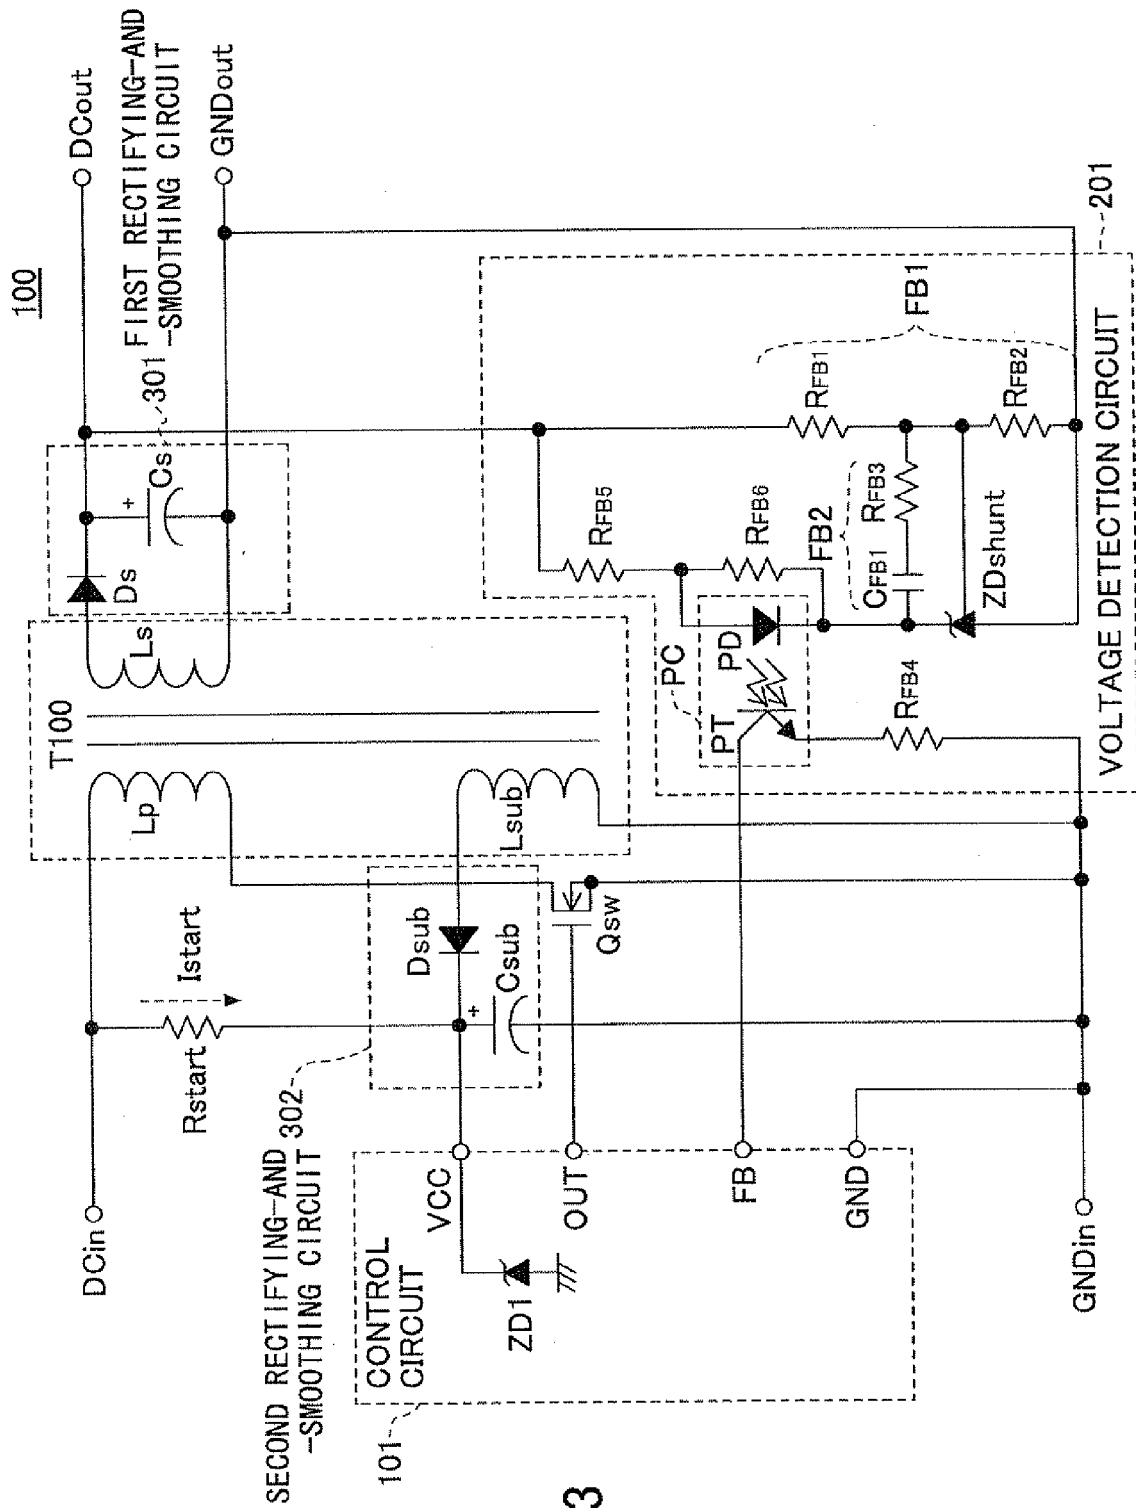 100
DCout
GNDout
301 FIRST RECTIFYING-AND
-SMOOTHING CIRCUIT
Ds
Cs
+
T100
Lp
Ls
Lsub
DCin
Rstart
Istart
SECOND RECTIFYING-AND
-SMOOTHING CIRCUIT 302
Dsub
Csub
+
Qsw
CONTROL
CIRCUIT
101
ZD1
VCC
OUT
FB
GND
GNDin
PC
PT
PD
RFB4
RFB5
RFB6
FB2
CFB1
RFB3
ZDshunt
RFB1
RFB2
FB1
201
VOLTAGE DETECTION CIRCUIT
3